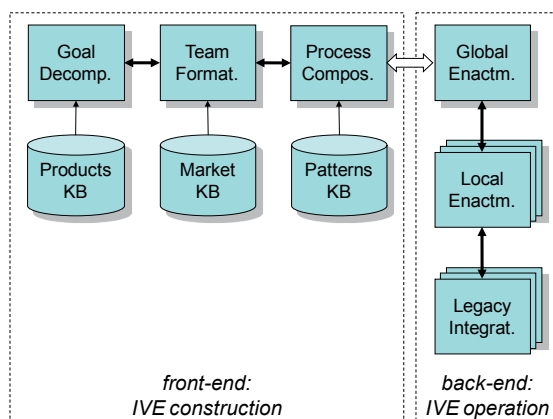 Goal
Decomp.
Team
Format.
Process
Compos.
Global
Enactm.
Products
KB
Market
KB
Patterns
KB
Local
Enactm.
Legacy
Integrat.
front-end:
IVE construction
back-end:
IVE operation